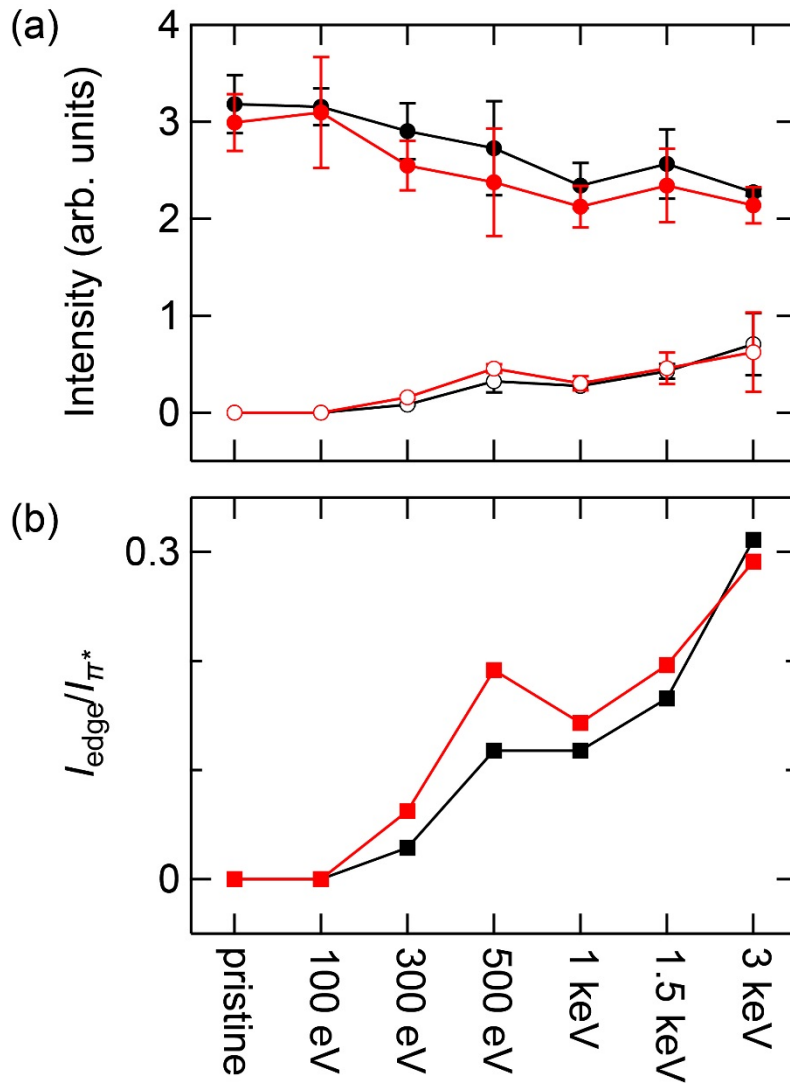 (a)
Intensity (arb. units)
4
3
2
1
0
(b)
I_edge/I_π*
0.3
0
pristine
100 eV
300 eV
500 eV
1 keV
1.5 keV
3 keV